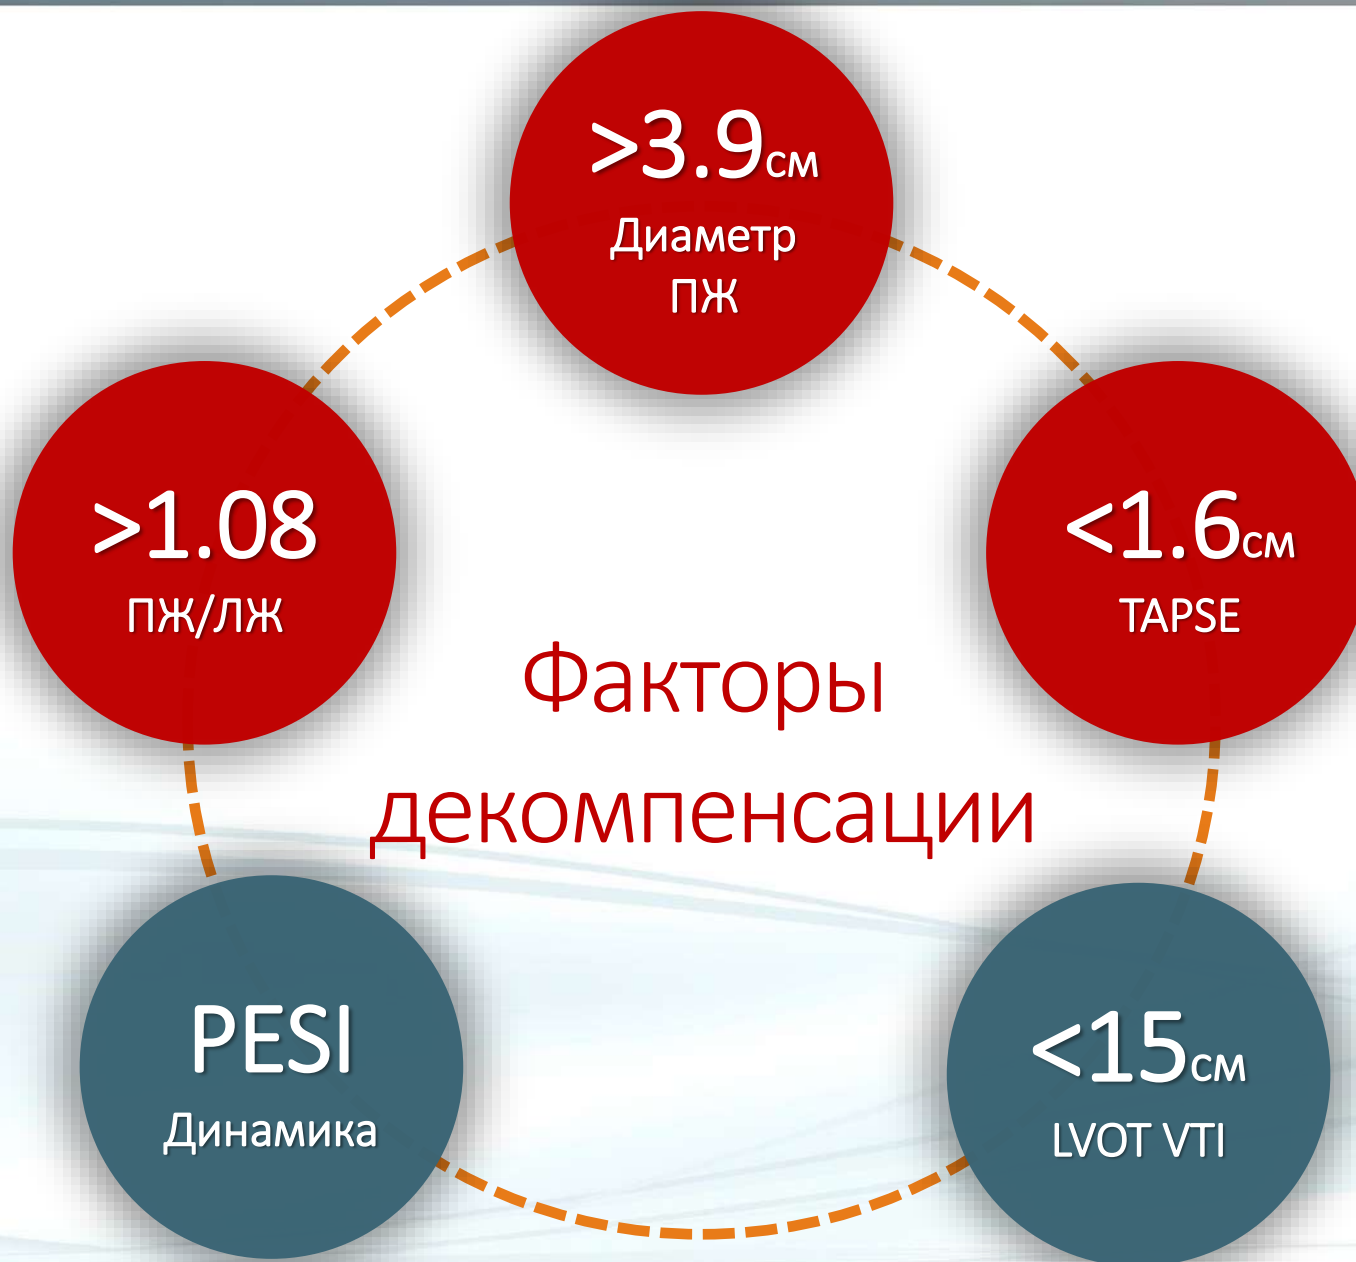 >3.9см
Диаметр
ПЖ
>1.08
ПЖ/ЛЖ
<1.6см
TAPSE
Факторы
декомпенсации
PESI
Динамика
<15см
LVOT VTI